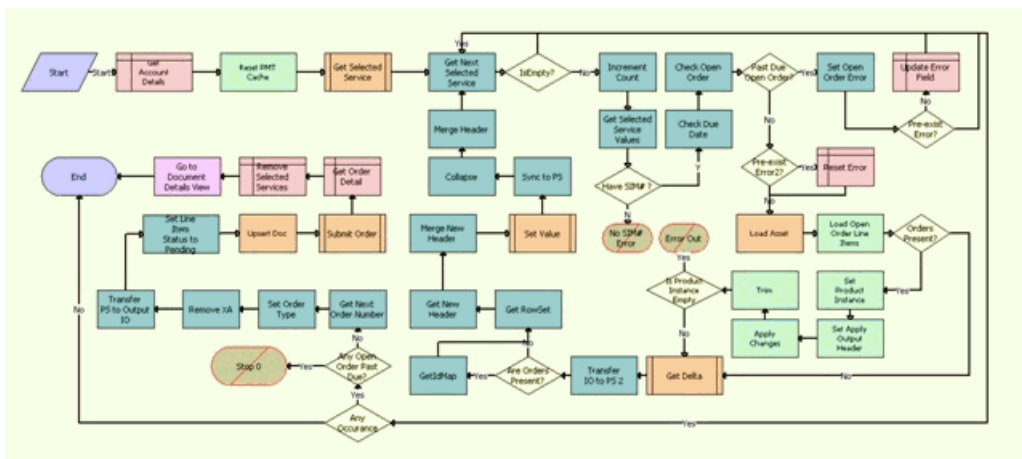 Start
Start
Get
Account
Details
Reset PMT
Cache
Get Selected
Service
Yes
Get Next
Selected
Service
IsEmpty?
No
Increment
Count
Check Open
Order
Past Due
Open Order?
Yes
Set Open
Order Error
Update Error
Field
No
Pre-exist
Error?
Get Selected
Service
Values
Check Due
Date
No
Merge Header
End
Go to
Document
Details View
Remove
Selected
Services
Get Order
Detail
Collapse
Sync to PS
Have SIM# ?
Y
Pre-exist
Error2?
Yes
Reset Error
N
No
Set Line
Item
Status to
Pending
Upsert Doc
Submit Order
Merge New
Header
Set Value
No SIM#
Error
Error Out
Load Asset
Load Open
Order Line
Items
Orders
Present?
Yes
Is Product
Instance
Empty
Trim
Set
Product
Instance
Yes
Transfer
PS to Output
IO
Remove XA
Set Order
Type
Get Next
Order Number
Get New
Header
Get RowSet
No
No
Apply
Changes
Set Apply
Output
Header
No
No
Stop 0
Yes
Any Open
Order Past
Due?
GetIdMap
Yes
Are Orders
Present?
Transfer
IO to PS 2
Get Delta
No
Yes
Any
Occurance
Yes